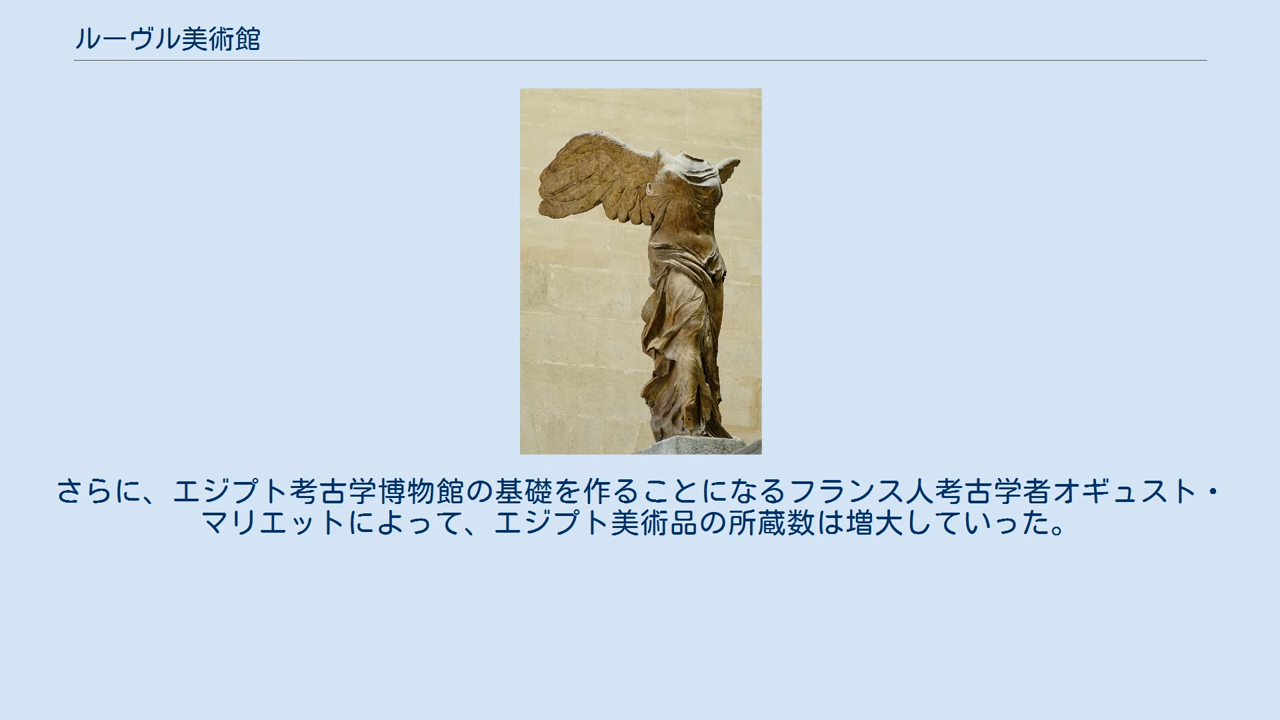 ルーヴル美術館
さらに、エジプト考古学博物館の基礎を作ることになるフランス人考古学者オギュスト・
マリエットによって、エジプト美術品の所蔵数は増大していった。